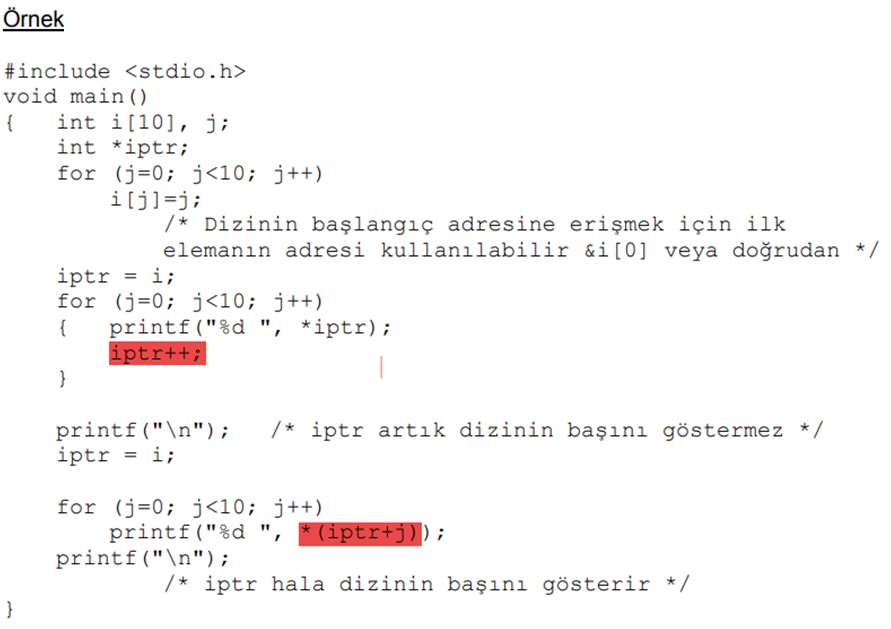 Örnek
#include <stdio.h>
void main()
{   int i[10], j;
    int *iptr;
    for (j=0; j<10; j++)
        i[j]=j;
            /* Dizinin başlangıç adresine erişmek için ilk
            elemanın adresi kullanılabilir &i[0] veya doğrudan */
    iptr = i;
    for (j=0; j<10; j++)
    {   printf("%d ", *iptr);
        iptr++;
    }
    printf("\n");   /* iptr artık dizinin başını göstermez */
    iptr = i;
    for (j=0; j<10; j++)
        printf("%d ", *(iptr+j));
    printf("\n");
            /* iptr hala dizinin başını gösterir */
}